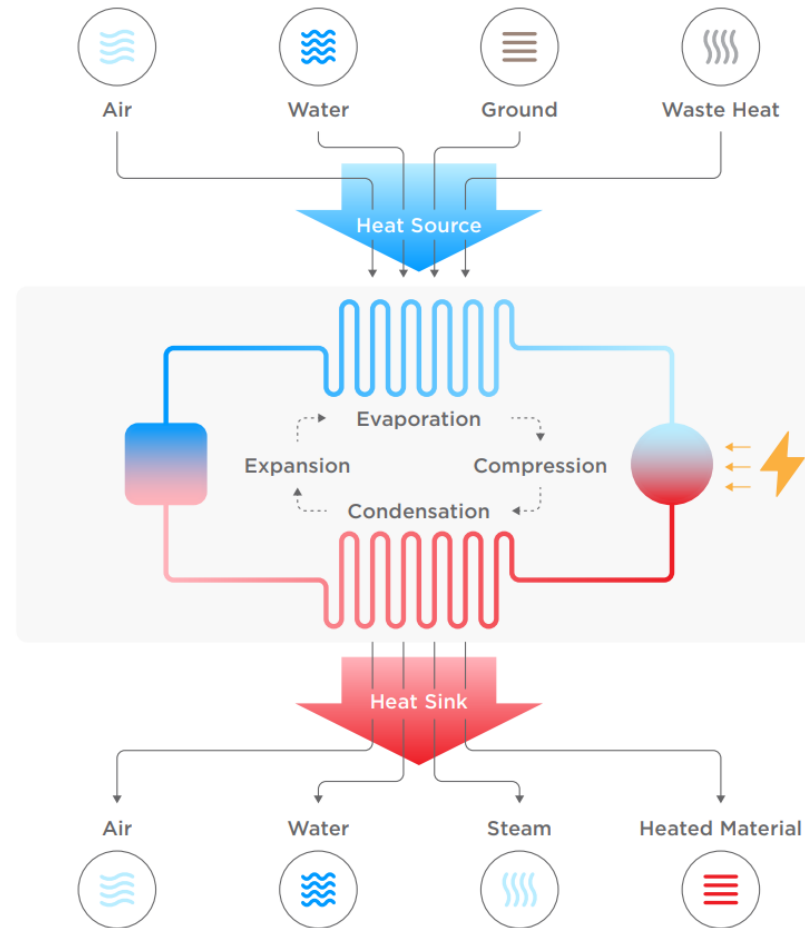 Air
Water
Ground
Waste Heat
Heat Source
Evaporation
Expansion
Compression
Condensation
Heat Sink
Air
Water
Steam
Heated Material